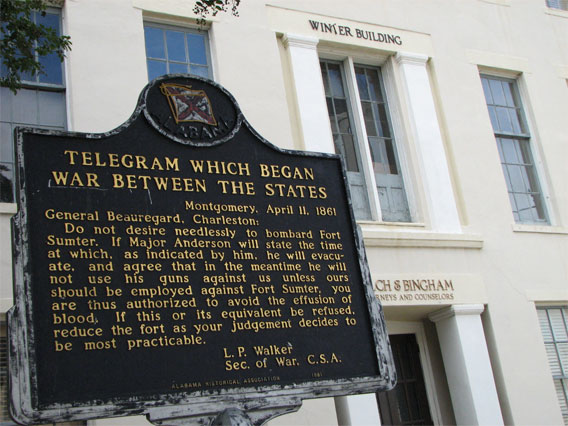 WINTER BUILDING
ALABAMA
TELEGRAM WHICH BEGAN
WAR BETWEEN THE STATES
Montgomery, April 11, 1861
General Beauregard, Charleston:
Do not desire needlessly to bombard Fort
Sumter. If Major Anderson will state the time
at which, as indicated by him, he will evacu-
ate, and agree that in the meantime he will
not use his guns against us unless ours
should be employed against Fort Sumter, you
are thus authorized to avoid the effusion of
blood, If this or its equivalent be refused,
reduce the fort as your judgement decides to
be most practicable.
L. P. Walker
Sec. of War, C.S.A.
ALABAMA HISTORICAL ASSOCIATION
CH & BINGHAM
RNEYS AND COUNSELORS